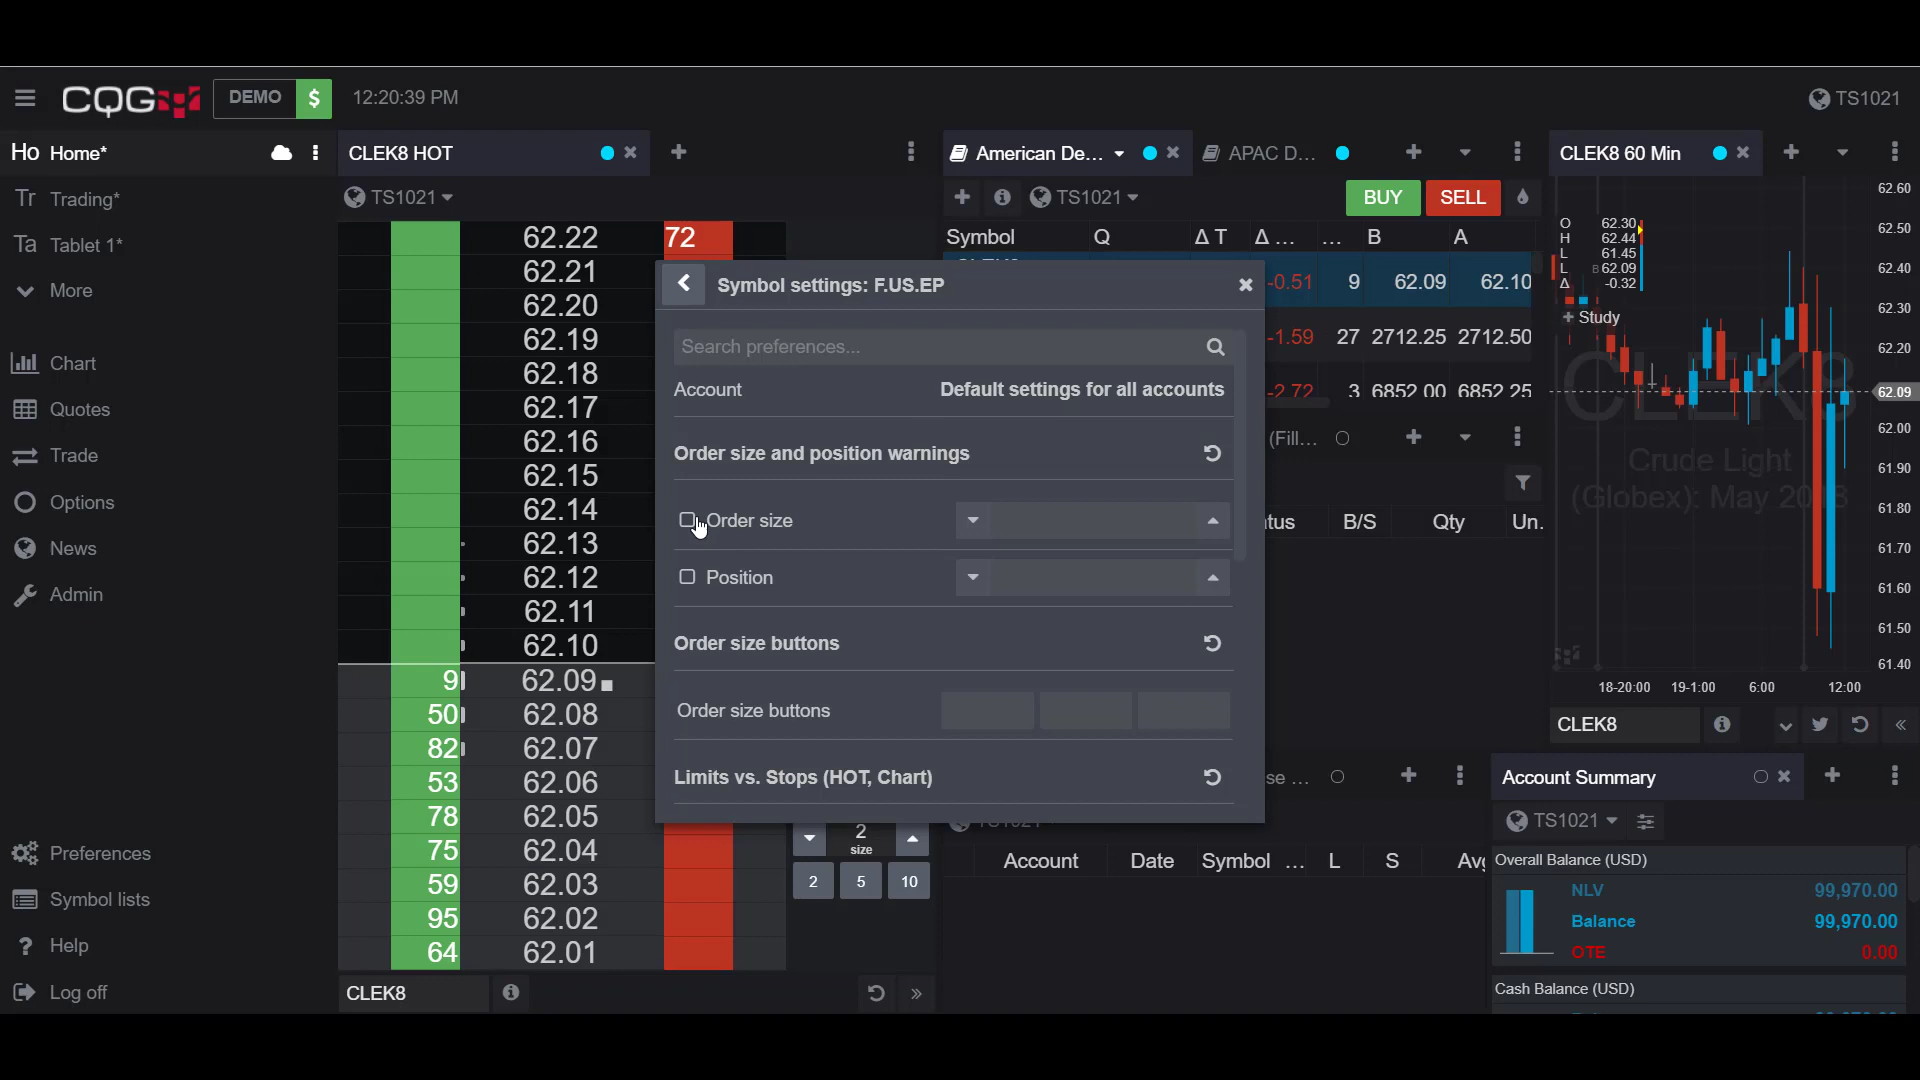 CQG DEMO $ 12:20:39 PM TS1021
Ho Home*
Tr Trading*
Ta Tablet 1*
More
Chart
Quotes
Trade
Options
News
Admin
Preferences
Symbol lists
? Help
Log off
CLEK8 HOT
TS1021
62.22 72
62.21
62.20
62.19
62.18
62.17
62.16
62.15
62.14
62.13
62.12
62.11
62.10
9 62.09
50 62.08
82 62.07
53 62.06
78 62.05
75 62.04
59 62.03
95 62.02
64 62.01
2
size
2 5 10
CLEK8
Symbol settings: F.US.EP
Search preferences...
Account Default settings for all accounts
Order size and position warnings
Order size
Position
Order size buttons
Order size buttons
Limits vs. Stops (HOT, Chart)
American De... APAC D...
TS1021 BUY SELL
Symbol Q Δ T Δ ... ... B A
-0.51 9 62.09 62.10
-1.59 27 2712.25 2712.50
-2.72 3 6852.00 6852.25
(Fill...
B/S Qty Un.
se ...
Account Date Symbol ... L S
CLEK8 60 Min
O 62.30
H 62.44
L 61.45
L B 62.09
Δ -0.32
+ Study
CLEK8
Crude Light
(Globex): May
62.60
62.50
62.40
62.30
62.20
62.09
62.00
61.90
61.80
61.70
61.60
61.50
61.40
18-20:00 19-1:00 6:00 12:00
CLEK8
Account Summary
TS1021
Overall Balance (USD)
NLV 99,970.00
Balance 99,970.00
OTE 0.00
Cash Balance (USD)